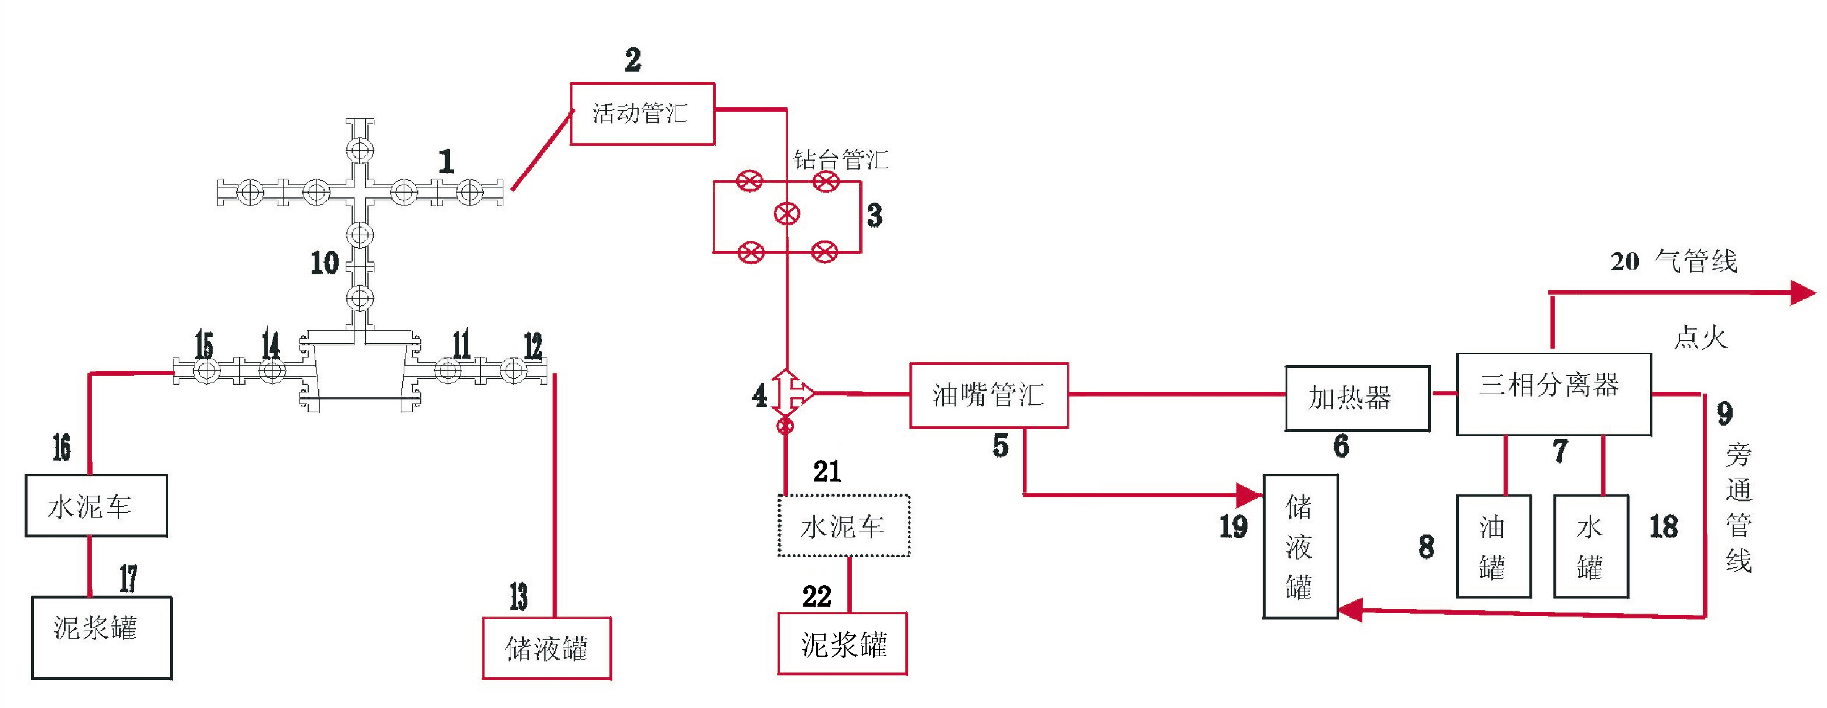 2
活动管汇
1
钻台管汇
3
10
20 气管线
点火
15
14
11
12
4
油嘴管汇
5
加热器
6
三相分离器
7
9
旁通管线
16
水泥车
17
泥浆罐
13
储液罐
21
水泥车
22
泥浆罐
19
储液罐
8
油罐
水罐
18